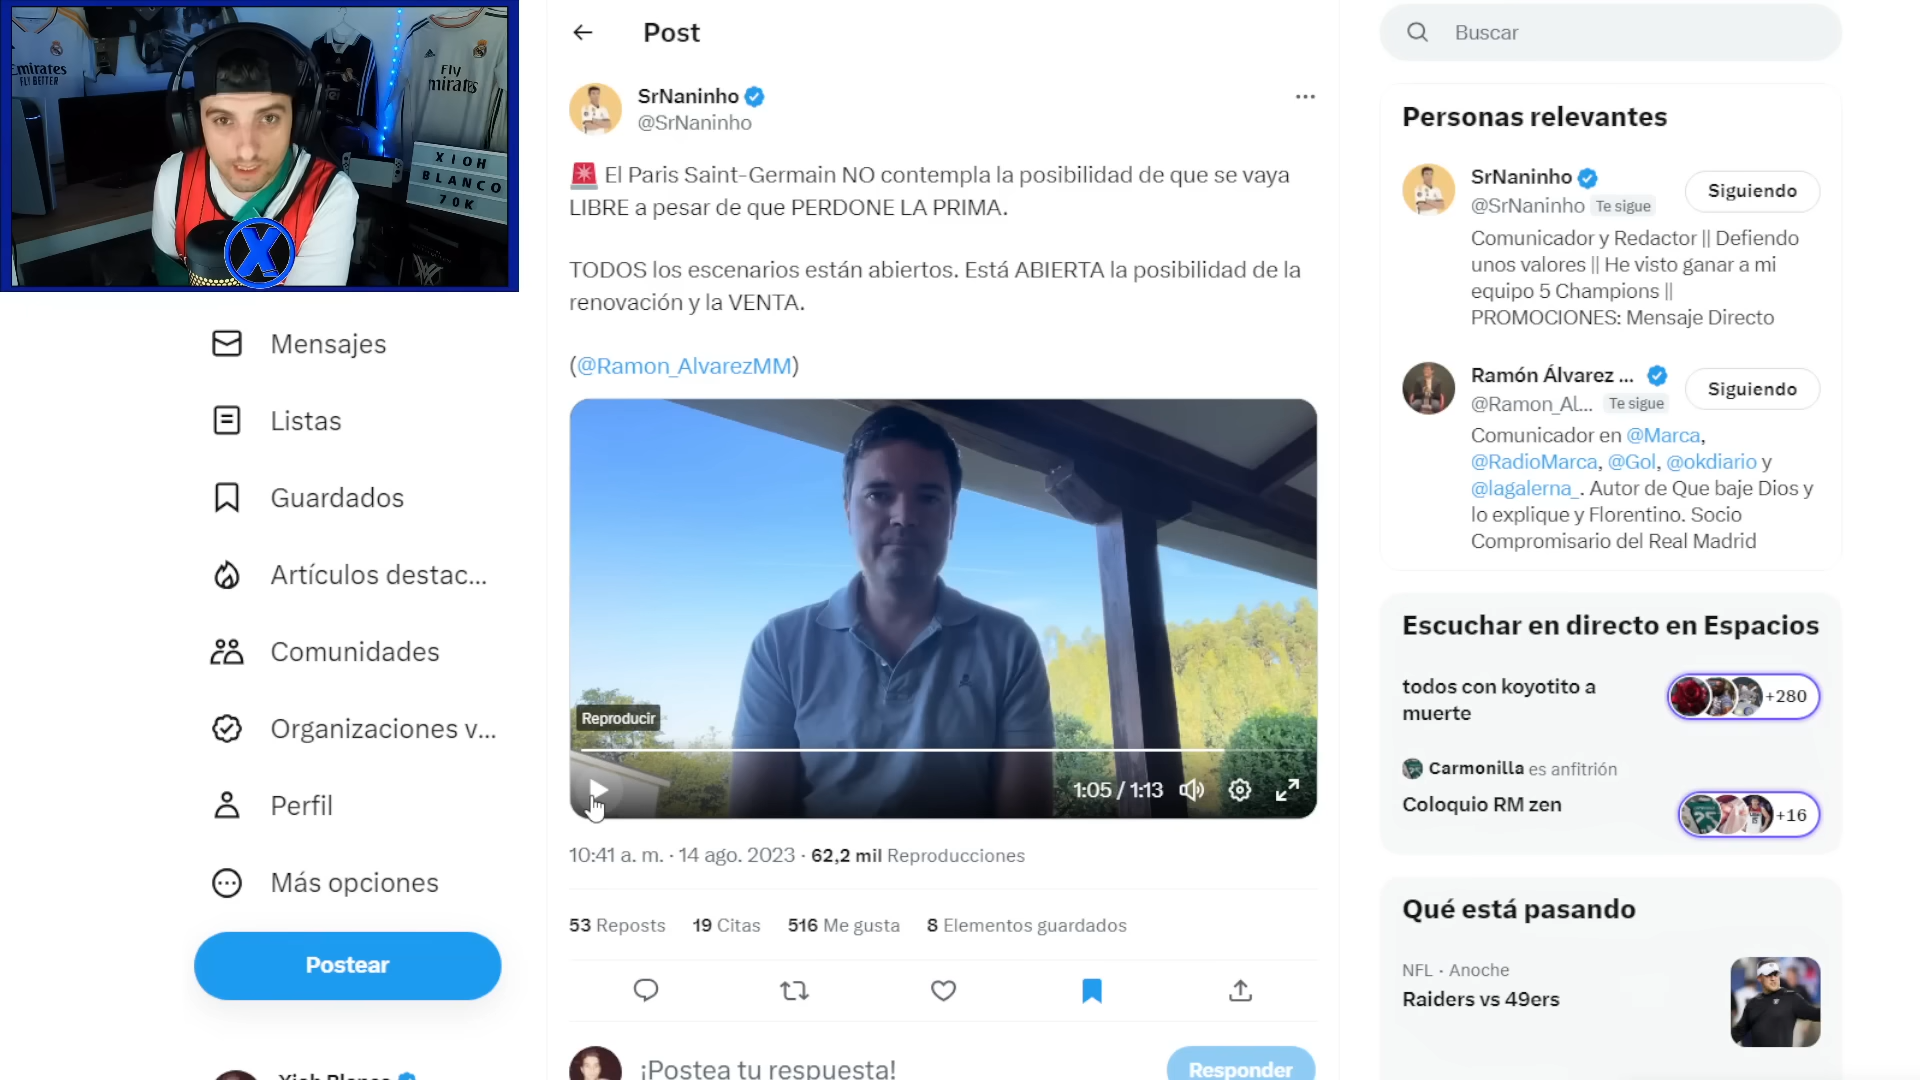 Emirates
FLY BETTER
Fly
mirates
XIOH
BLANCO
70K
X
Mensajes
Listas
Guardados
Artículos destac...
Comunidades
Organizaciones v...
Perfil
Más opciones
Postear
Post
SrNaninho
@SrNaninho
El Paris Saint-Germain NO contempla la posibilidad de que se vaya
LIBRE a pesar de que PERDONE LA PRIMA.
TODOS los escenarios están abiertos. Está ABIERTA la posibilidad de la
renovación y la VENTA.
(@Ramon_AlvarezMM)
Reproducir
1:05 / 1:13
10:41 a. m. · 14 ago. 2023 · 62,2 mil Reproducciones
53 Reposts 19 Citas 516 Me gusta 8 Elementos guardados
¡Postea tu respuesta!
Responder
Buscar
Personas relevantes
SrNaninho
@SrNaninho Te sigue
Siguiendo
Comunicador y Redactor || Defiendo
unos valores || He visto ganar a mi
equipo 5 Champions ||
PROMOCIONES: Mensaje Directo
Ramón Álvarez ...
@Ramon_Al... Te sigue
Siguiendo
Comunicador en @Marca,
@RadioMarca, @Gol, @okdiario y
@lagalerna_. Autor de Que baje Dios y
lo explique y Florentino. Socio
Compromisario del Real Madrid
Escuchar en directo en Espacios
todos con koyotito a
muerte
+280
Carmonilla es anfitrión
Coloquio RM zen
+16
Qué está pasando
NFL · Anoche
Raiders vs 49ers